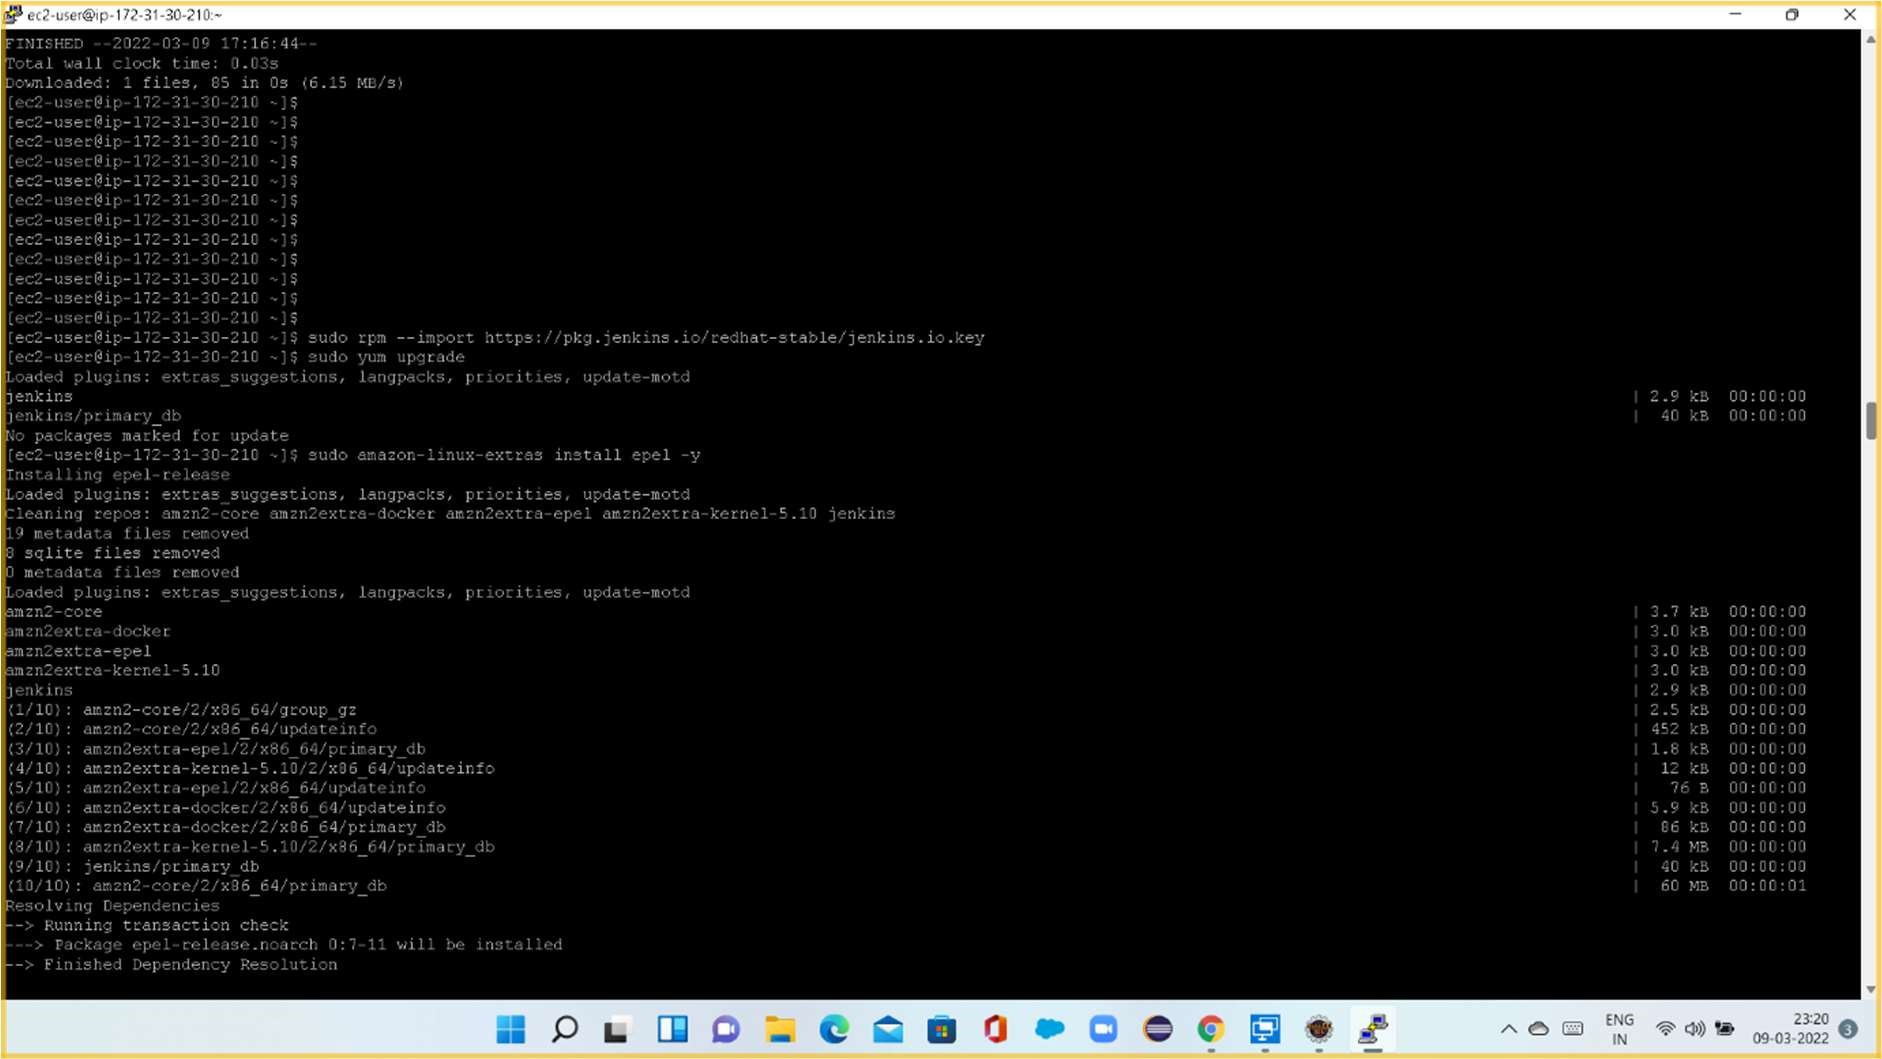 ec2-user@ip-172-31-30-210:~
FINISHED --2022-03-09 17:16:44--
Total wall clock time: 0.03s
Downloaded: 1 files, 85 in 0s (6.15 MB/s)
[ec2-user@ip-172-31-30-210 ~]$
[ec2-user@ip-172-31-30-210 ~]$
[ec2-user@ip-172-31-30-210 ~]$
[ec2-user@ip-172-31-30-210 ~]$
[ec2-user@ip-172-31-30-210 ~]$
[ec2-user@ip-172-31-30-210 ~]$
[ec2-user@ip-172-31-30-210 ~]$
[ec2-user@ip-172-31-30-210 ~]$
[ec2-user@ip-172-31-30-210 ~]$
[ec2-user@ip-172-31-30-210 ~]$
[ec2-user@ip-172-31-30-210 ~]$
[ec2-user@ip-172-31-30-210 ~]$
[ec2-user@ip-172-31-30-210 ~]$ sudo rpm --import https://pkg.jenkins.io/redhat-stable/jenkins.io.key
[ec2-user@ip-172-31-30-210 ~]$ sudo yum upgrade
Loaded plugins: extras_suggestions, langpacks, priorities, update-motd
jenkins | 2.9 kB 00:00:00
jenkins/primary_db | 40 kB 00:00:00
No packages marked for update
[ec2-user@ip-172-31-30-210 ~]$ sudo amazon-linux-extras install epel -y
Installing epel-release
Loaded plugins: extras_suggestions, langpacks, priorities, update-motd
Cleaning repos: amzn2-core amzn2extra-docker amzn2extra-epel amzn2extra-kernel-5.10 jenkins
19 metadata files removed
8 sqlite files removed
0 metadata files removed
Loaded plugins: extras_suggestions, langpacks, priorities, update-motd
amzn2-core | 3.7 kB 00:00:00
amzn2extra-docker | 3.0 kB 00:00:00
amzn2extra-epel | 3.0 kB 00:00:00
amzn2extra-kernel-5.10 | 3.0 kB 00:00:00
jenkins | 2.9 kB 00:00:00
(1/10): amzn2-core/2/x86_64/group_gz | 2.5 kB 00:00:00
(2/10): amzn2-core/2/x86_64/updateinfo | 452 kB 00:00:00
(3/10): amzn2extra-epel/2/x86_64/primary_db | 1.8 kB 00:00:00
(4/10): amzn2extra-kernel-5.10/2/x86_64/updateinfo | 12 kB 00:00:00
(5/10): amzn2extra-epel/2/x86_64/updateinfo | 76 B 00:00:00
(6/10): amzn2extra-docker/2/x86_64/updateinfo | 5.9 kB 00:00:00
(7/10): amzn2extra-docker/2/x86_64/primary_db | 86 kB 00:00:00
(8/10): amzn2extra-kernel-5.10/2/x86_64/primary_db | 7.4 MB 00:00:00
(9/10): jenkins/primary_db | 40 kB 00:00:00
(10/10): amzn2-core/2/x86_64/primary_db | 60 MB 00:00:01
Resolving Dependencies
--> Running transaction check
---> Package epel-release.noarch 0:7-11 will be installed
--> Finished Dependency Resolution
ENG
IN
23:20
09-03-2022
3